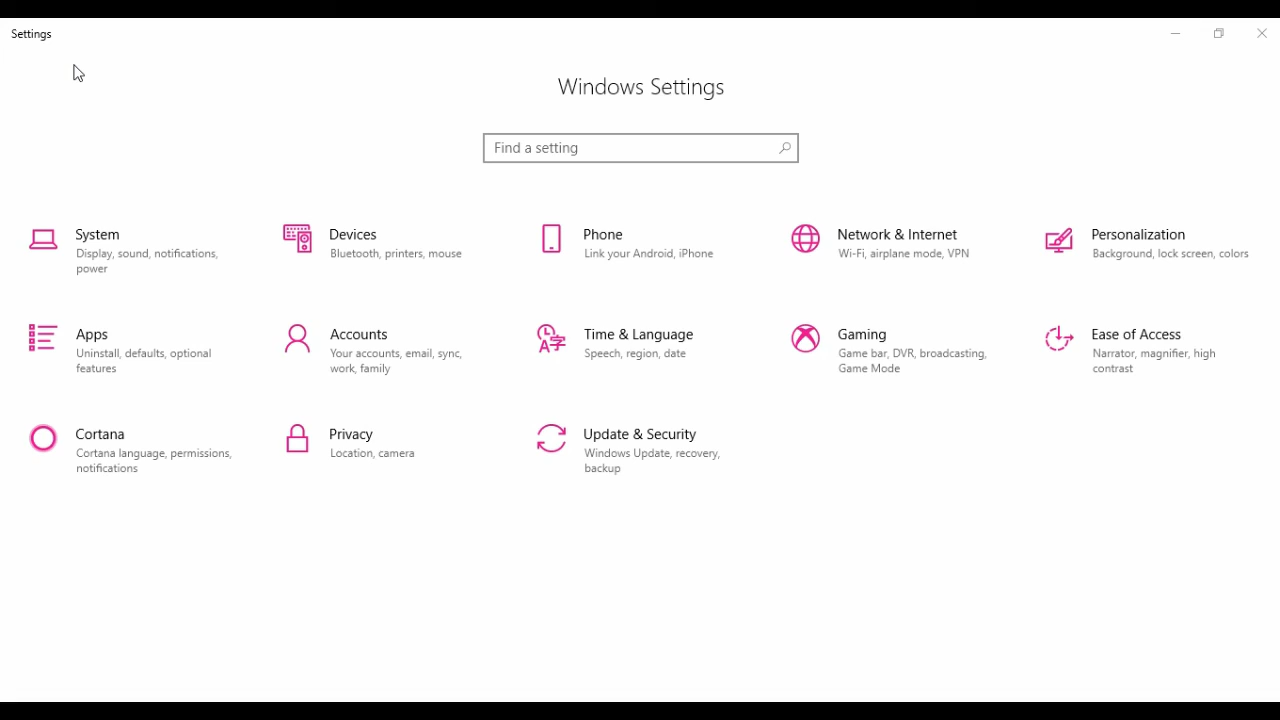 Settings
Windows Settings
Find a setting
System
Display, sound, notifications,
power
Devices
Bluetooth, printers, mouse
Phone
Link your Android, iPhone
Network & Internet
Wi-Fi, airplane mode, VPN
Personalization
Background, lock screen, colors
Apps
Uninstall, defaults, optional
features
Accounts
Your accounts, email, sync,
work, family
Time & Language
Speech, region, date
Gaming
Game bar, DVR, broadcasting,
Game Mode
Ease of Access
Narrator, magnifier, high
contrast
Cortana
Cortana language, permissions,
notifications
Privacy
Location, camera
Update & Security
Windows Update, recovery,
backup